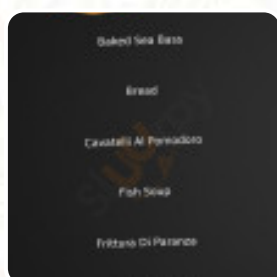 Baked Sea Bass
Bread
Cavatelli Al Pomodoro
Fish Soup
Frittura Di Paranza